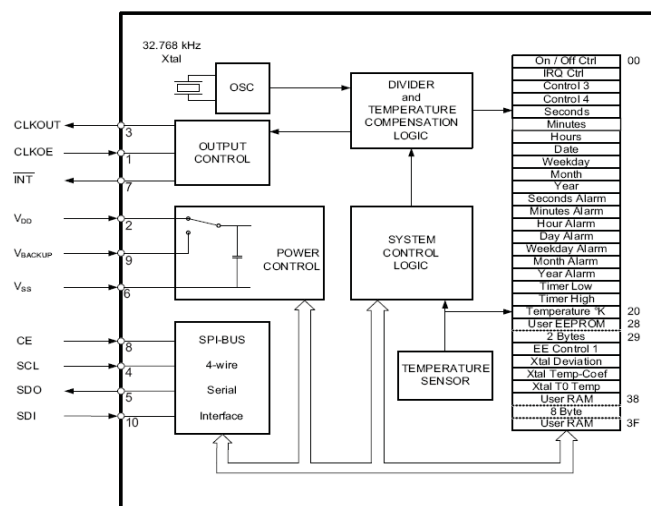 32.768 kHz
Xtal
OSC
DIVIDER
and
TEMPERATURE
COMPENSATION
LOGIC
CLKOUT
3
CLKOE
1
INT
7
OUTPUT
CONTROL
VDD
2
VBACKUP
9
VSS
6
POWER
CONTROL
SYSTEM
CONTROL
LOGIC
CE
8
SCL
4
SDO
5
SDI
10
SPI-BUS
4-wire
Serial
Interface
TEMPERATURE
SENSOR
On / Off Ctrl 00
IRQ Ctrl
Control 3
Control 4
Seconds
Minutes
Hours
Date
Weekday
Month
Year
Seconds Alarm
Minutes Alarm
Hour Alarm
Day Alarm
Weekday Alarm
Month Alarm
Year Alarm
Timer Low
Timer High
Temperature °K 20
User EEPROM 28
2 Bytes 29
EE Control 1
Xtal Deviation
Xtal Temp-Coef
Xtal T0 Temp
User RAM 38
8 Byte
User RAM 3F